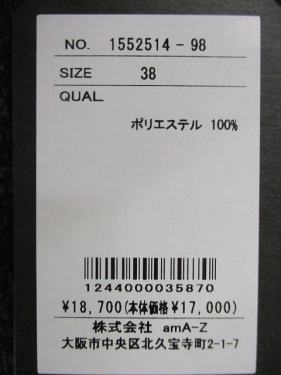 NO. 1552514-98
SIZE 38
QUAL
ポリエステル 100%
1244000035870
¥18,700(本体価格¥17,000)
株式会社 amA-Z
大阪市中央区北久宝寺町2-1-7